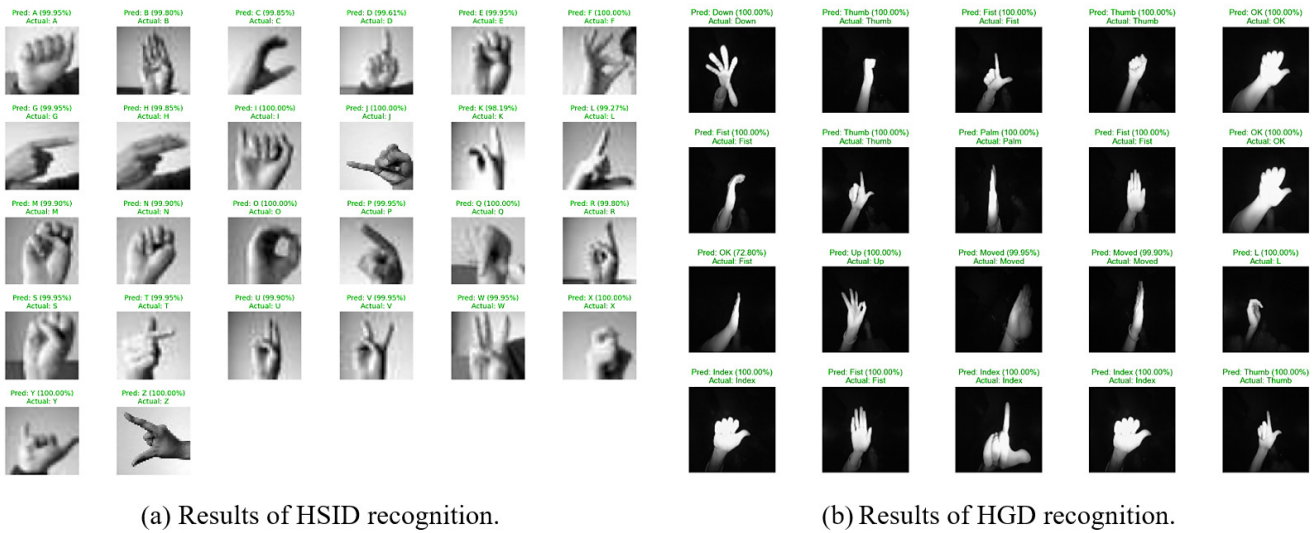 Pred: A (99.95%)
Actual: A
Pred: B (99.80%)
Actual: B
Pred: C (99.85%)
Actual: C
Pred: D (99.61%)
Actual: D
Pred: E (99.95%)
Actual: E
Pred: F (100.00%)
Actual: F
Pred: G (99.95%)
Actual: G
Pred: H (99.85%)
Actual: H
Pred: I (100.00%)
Actual: I
Pred: J (100.00%)
Actual: J
Pred: K (98.19%)
Actual: K
Pred: L (99.27%)
Actual: L
Pred: M (99.90%)
Actual: M
Pred: N (99.90%)
Actual: N
Pred: O (100.00%)
Actual: O
Pred: P (99.95%)
Actual: P
Pred: Q (100.00%)
Actual: Q
Pred: R (99.80%)
Actual: R
Pred: S (99.95%)
Actual: S
Pred: T (99.95%)
Actual: T
Pred: U (99.90%)
Actual: U
Pred: V (99.95%)
Actual: V
Pred: W (99.95%)
Actual: W
Pred: X (100.00%)
Actual: X
Pred: Y (100.00%)
Actual: Y
Pred: Z (100.00%)
Actual: Z
(a) Results of HSID recognition.
Pred: Down (100.00%)
Actual: Down
Pred: Thumb (100.00%)
Actual: Thumb
Pred: Fist (100.00%)
Actual: Fist
Pred: Thumb (100.00%)
Actual: Thumb
Pred: OK (100.00%)
Actual: OK
Pred: Fist (100.00%)
Actual: Fist
Pred: Thumb (100.00%)
Actual: Thumb
Pred: Palm (100.00%)
Actual: Palm
Pred: Fist (100.00%)
Actual: Fist
Pred: OK (100.00%)
Actual: OK
Pred: OK (72.80%)
Actual: Fist
Pred: Up (100.00%)
Actual: Up
Pred: Moved (99.95%)
Actual: Moved
Pred: Moved (99.90%)
Actual: Moved
Pred: L (100.00%)
Actual: L
Pred: Index (100.00%)
Actual: Index
Pred: Fist (100.00%)
Actual: Fist
Pred: Index (100.00%)
Actual: Index
Pred: Index (100.00%)
Actual: Index
Pred: Thumb (100.00%)
Actual: Thumb
(b) Results of HGD recognition.